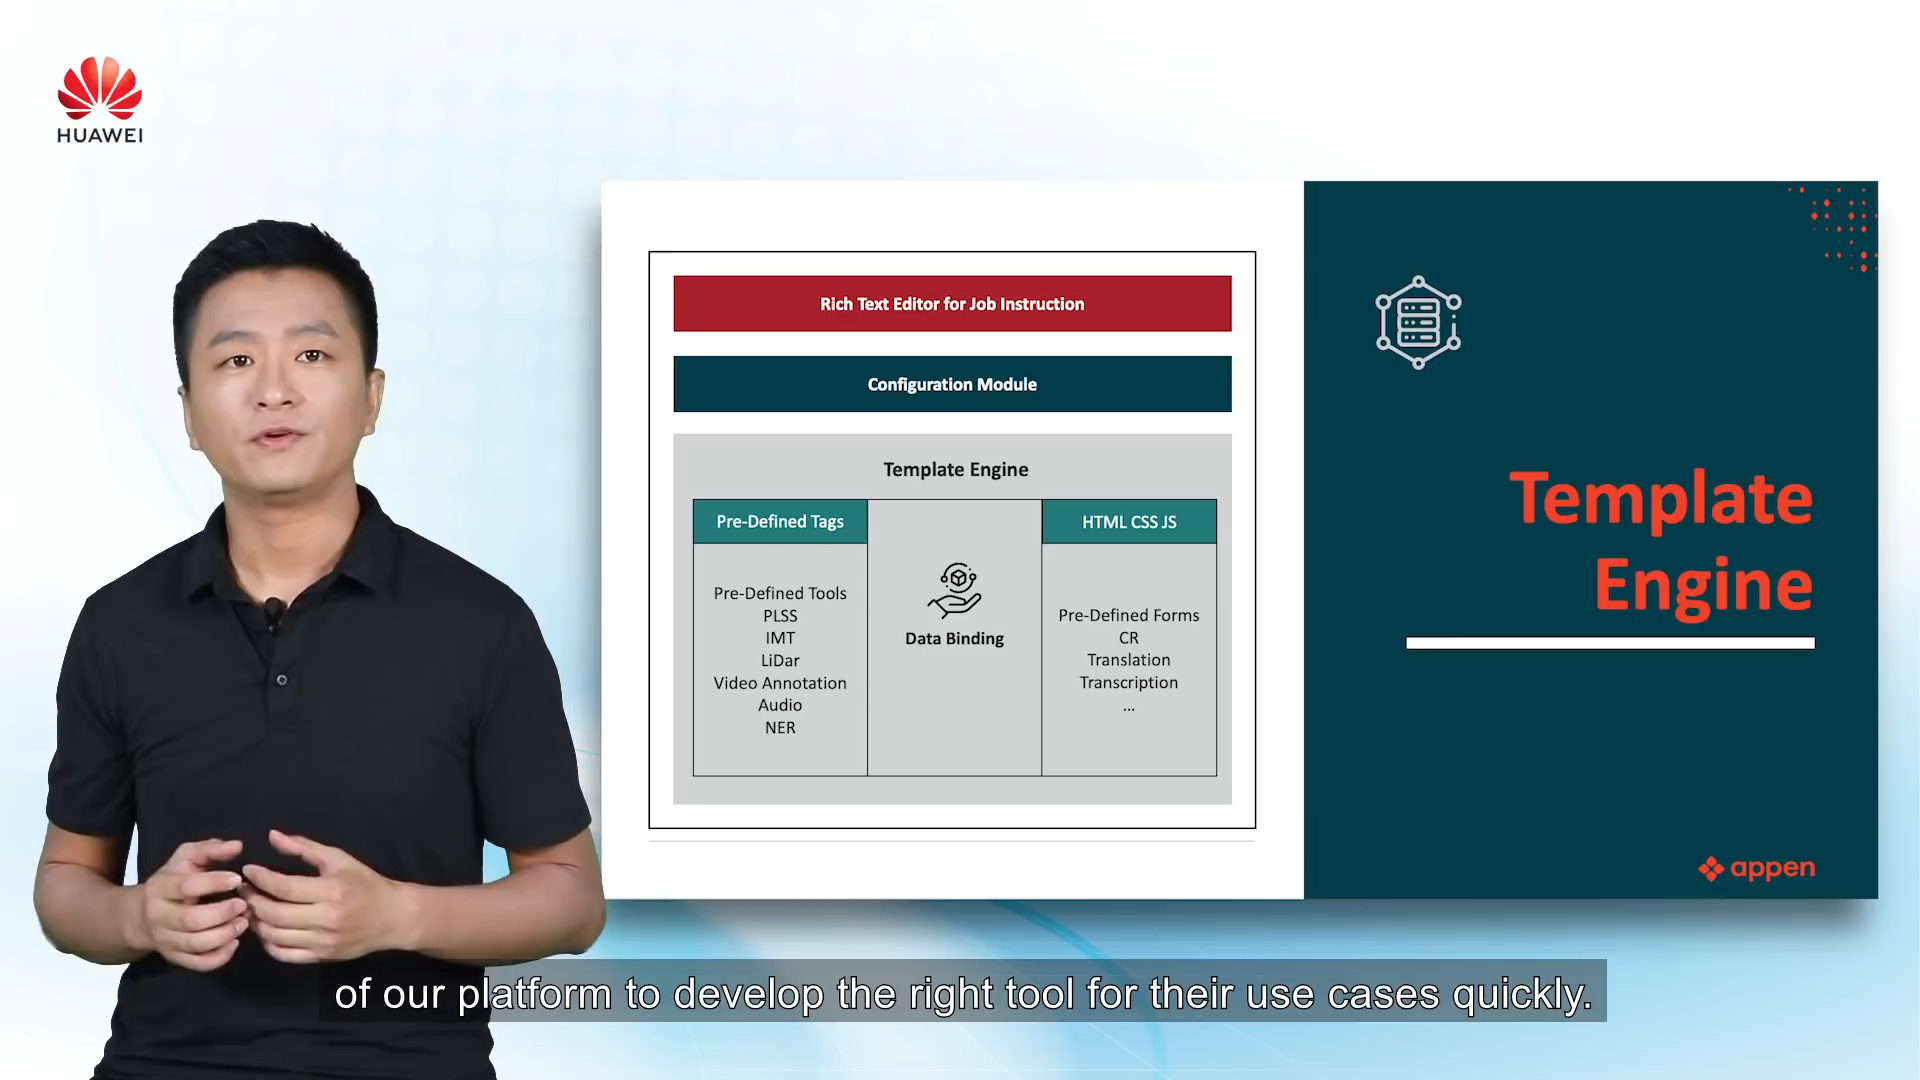 HUAWEI
Rich Text Editor for Job Instruction
Configuration Module
Template Engine
Pre-Defined Tags
Pre-Defined Tools
PLSS
IMT
LiDar
Video Annotation
Audio
NER
Data Binding
HTML CSS JS
Pre-Defined Forms
CR
Translation
Transcription
...
Template
Engine
appen
of our platform to develop the right tool for their use cases quickly.